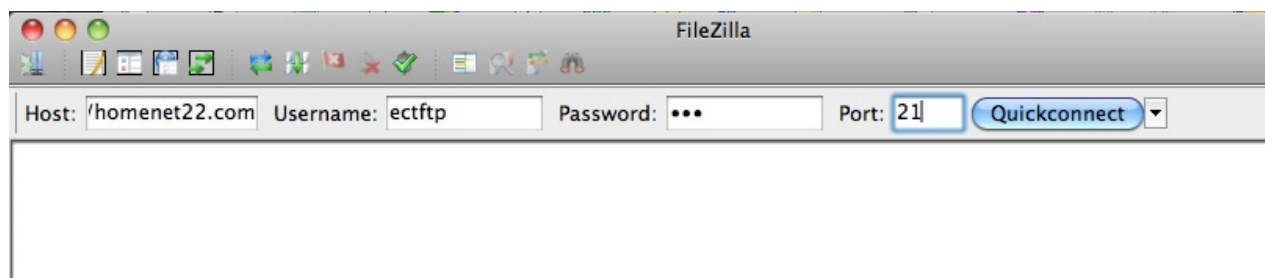 FileZilla
Host: /homenet22.com Username: ectftp Password: ••• Port: 21 Quickconnect